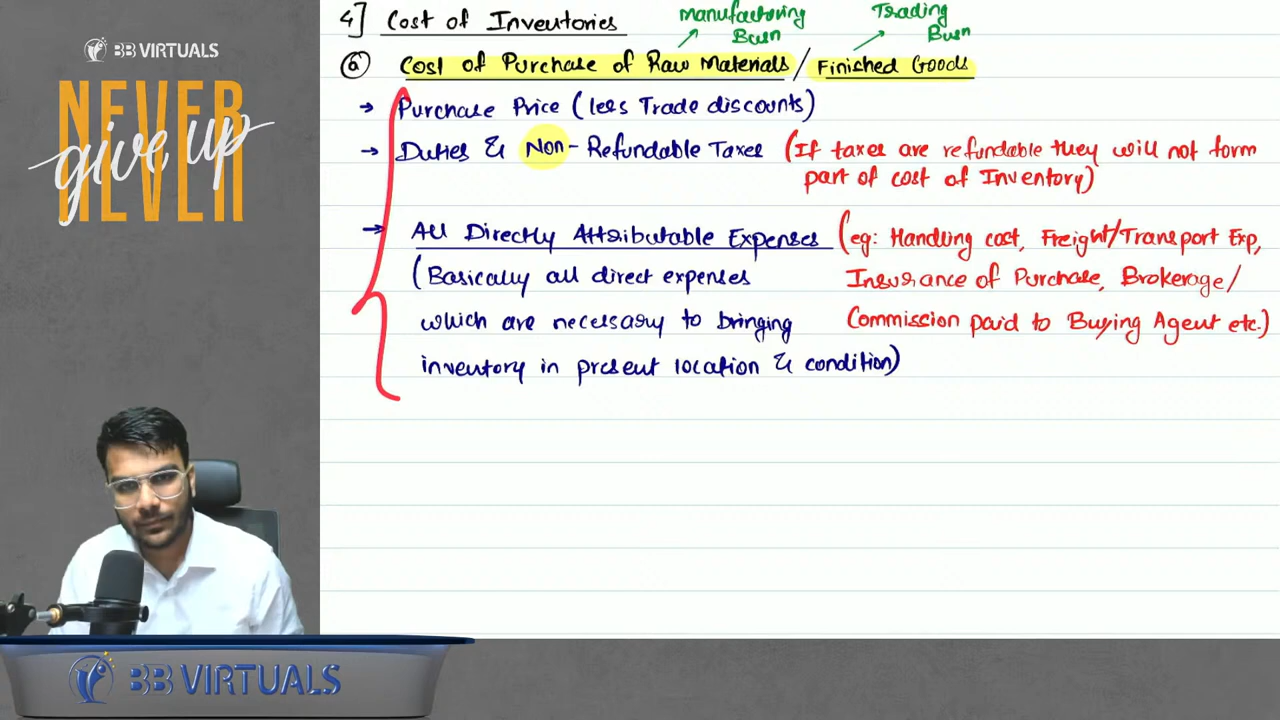 BB VIRTUALS
NEVER
give up
NEVER
4] Cost of Inventories
Manufacturing
Busn
Trading
Busn
(a) Cost of Purchase of Raw Materials / Finished Goods
→ Purchase Price (less Trade discounts)
→ Duties & Non-Refundable Taxes (If taxes are refundable they will not form
part of cost of Inventory)
→ All Directly Attributable Expenses (eg: Handling cost, Freight/Transport Exp,
(Basically all direct expenses Insurance of Purchase, Brokerage/
which are necessary to bringing Commission paid to Buying Agent etc.)
inventory in present location & condition)
BB VIRTUALS